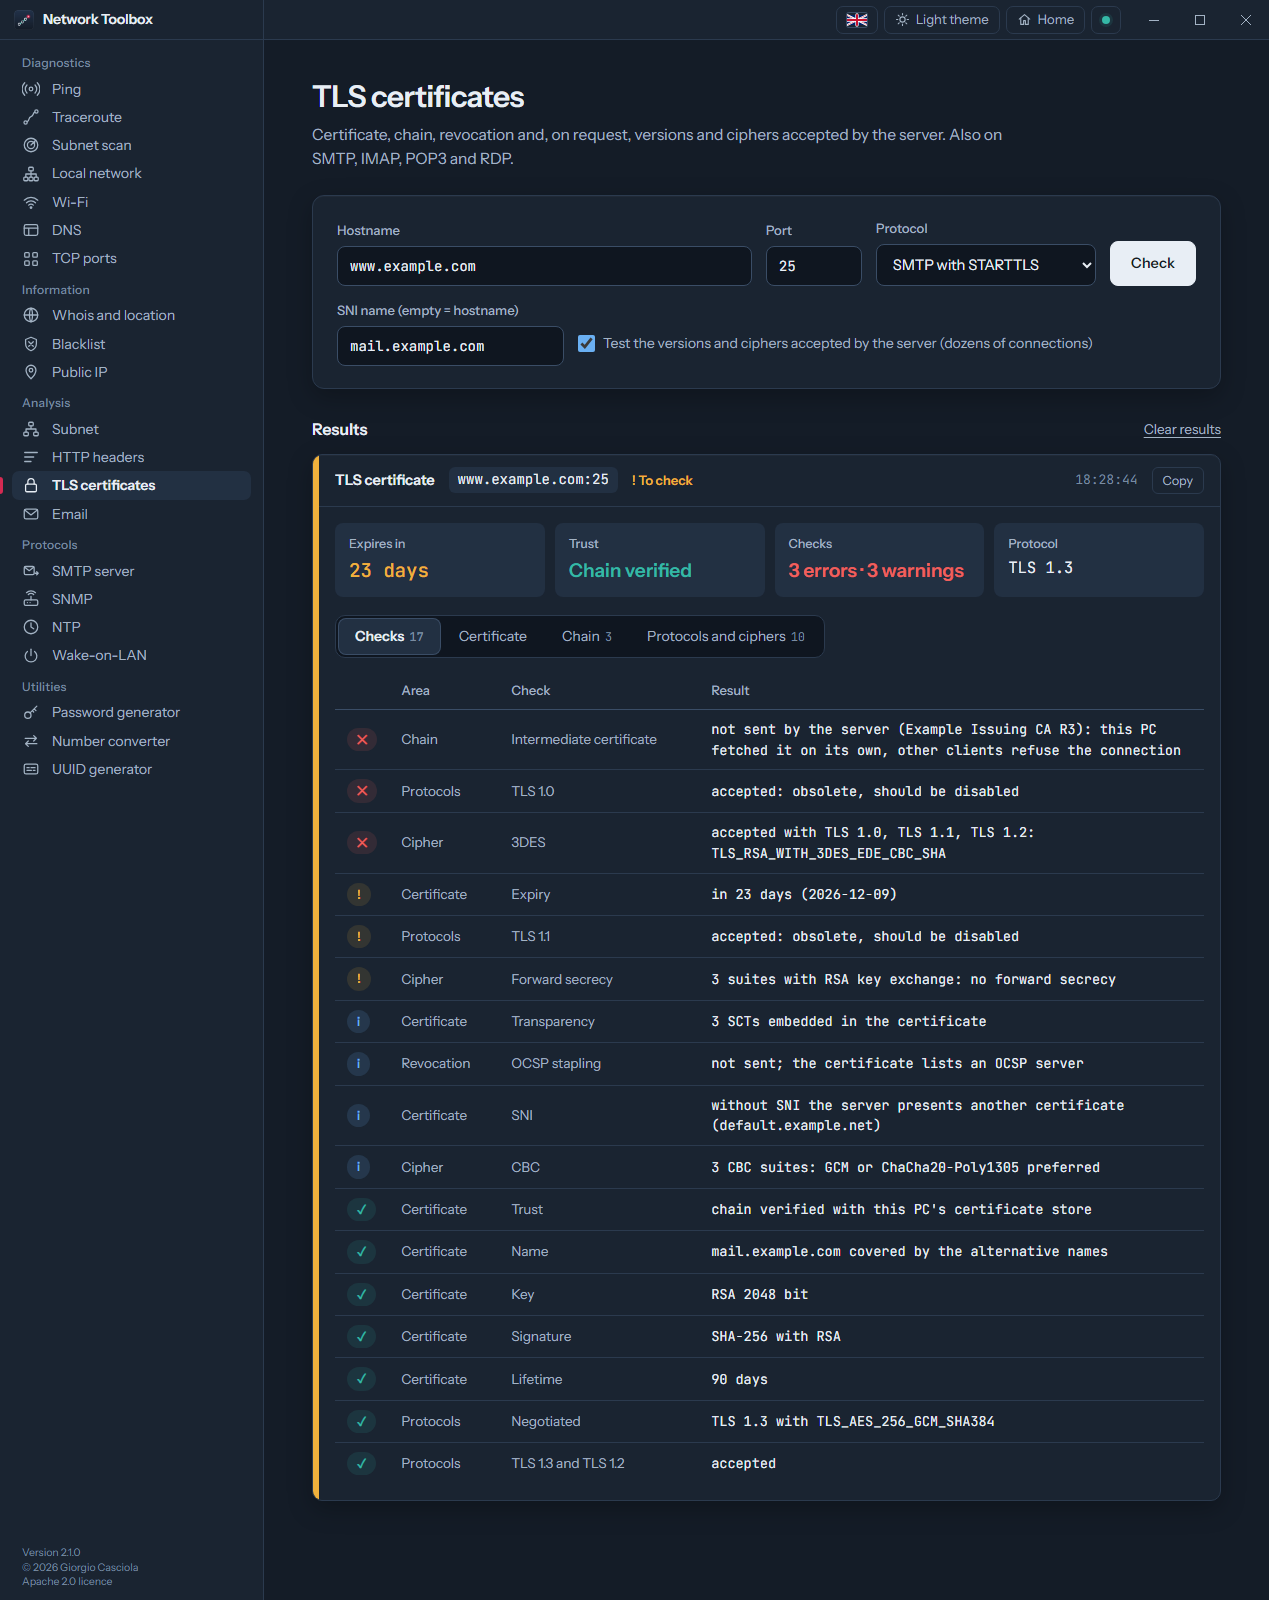 Network Toolbox
Light theme
Home
Diagnostics
Ping
Traceroute
Subnet scan
Local network
Wi-Fi
DNS
TCP ports
Information
Whois and location
Blacklist
Public IP
Analysis
Subnet
HTTP headers
TLS certificates
Email
Protocols
SMTP server
SNMP
NTP
Wake-on-LAN
Utilities
Password generator
Number converter
UUID generator
Version 2.1.0
© 2026 Giorgio Casciola
Apache 2.0 licence
TLS certificates
Certificate, chain, revocation and, on request, versions and ciphers accepted by the server. Also on
SMTP, IMAP, POP3 and RDP.
Hostname
Port
Protocol
www.example.com
25
SMTP with STARTTLS
Check
SNI name (empty = hostname)
mail.example.com
Test the versions and ciphers accepted by the server (dozens of connections)
Results
Clear results
TLS certificate www.example.com:25 ! To check 18:28:44 Copy
Expires in
23 days
Trust
Chain verified
Checks
3 errors · 3 warnings
Protocol
TLS 1.3
Checks 17 Certificate Chain 3 Protocols and ciphers 10
Area Check Result
Chain Intermediate certificate not sent by the server (Example Issuing CA R3): this PC
fetched it on its own, other clients refuse the connection
Protocols TLS 1.0 accepted: obsolete, should be disabled
Cipher 3DES accepted with TLS 1.0, TLS 1.1, TLS 1.2:
TLS_RSA_WITH_3DES_EDE_CBC_SHA
! Certificate Expiry in 23 days (2026-12-09)
! Protocols TLS 1.1 accepted: obsolete, should be disabled
! Cipher Forward secrecy 3 suites with RSA key exchange: no forward secrecy
i Certificate Transparency 3 SCTs embedded in the certificate
i Revocation OCSP stapling not sent; the certificate lists an OCSP server
i Certificate SNI without SNI the server presents another certificate
(default.example.net)
i Cipher CBC 3 CBC suites: GCM or ChaCha20-Poly1305 preferred
Certificate Trust chain verified with this PC's certificate store
Certificate Name mail.example.com covered by the alternative names
Certificate Key RSA 2048 bit
Certificate Signature SHA-256 with RSA
Certificate Lifetime 90 days
Protocols Negotiated TLS 1.3 with TLS_AES_256_GCM_SHA384
Protocols TLS 1.3 and TLS 1.2 accepted